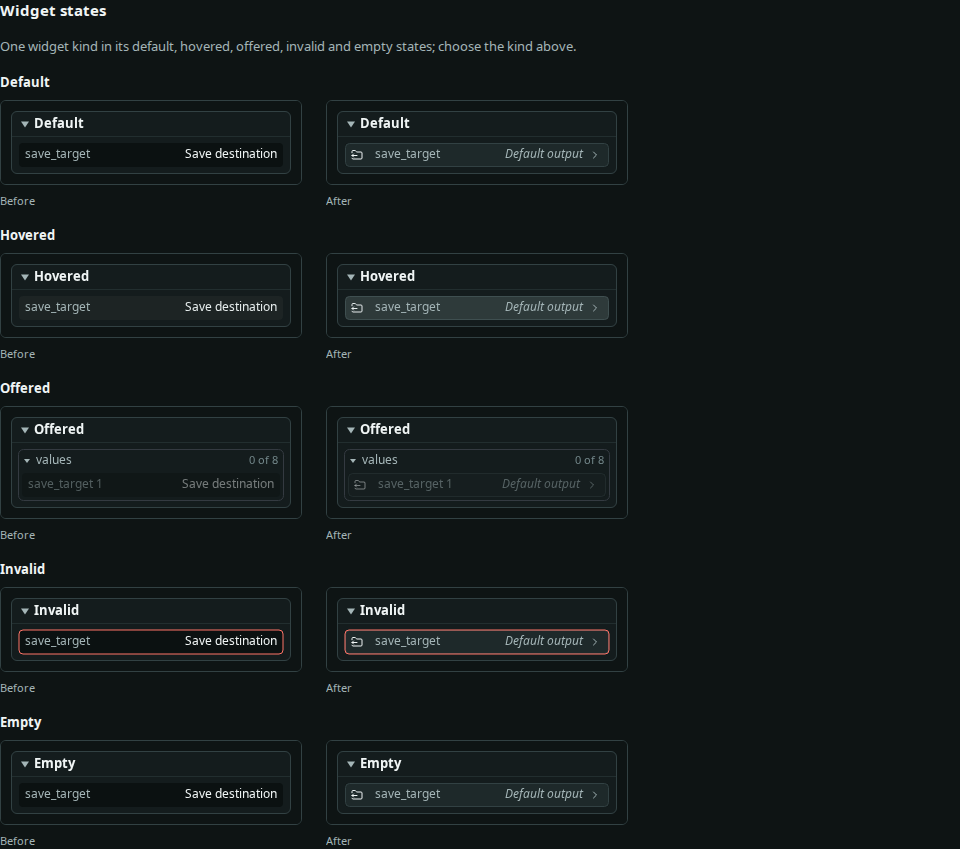 Widget states
One widget kind in its default, hovered, offered, invalid and empty states; choose the kind above.
Default
Default
save_target Save destination
Before
Default
save_target Default output
After
Hovered
Hovered
save_target Save destination
Before
Hovered
save_target Default output
After
Offered
Offered
values 0 of 8
save_target 1 Save destination
Before
Offered
values 0 of 8
save_target 1 Default output
After
Invalid
Invalid
save_target Save destination
Before
Invalid
save_target Default output
After
Empty
Empty
save_target Save destination
Before
Empty
save_target Default output
After